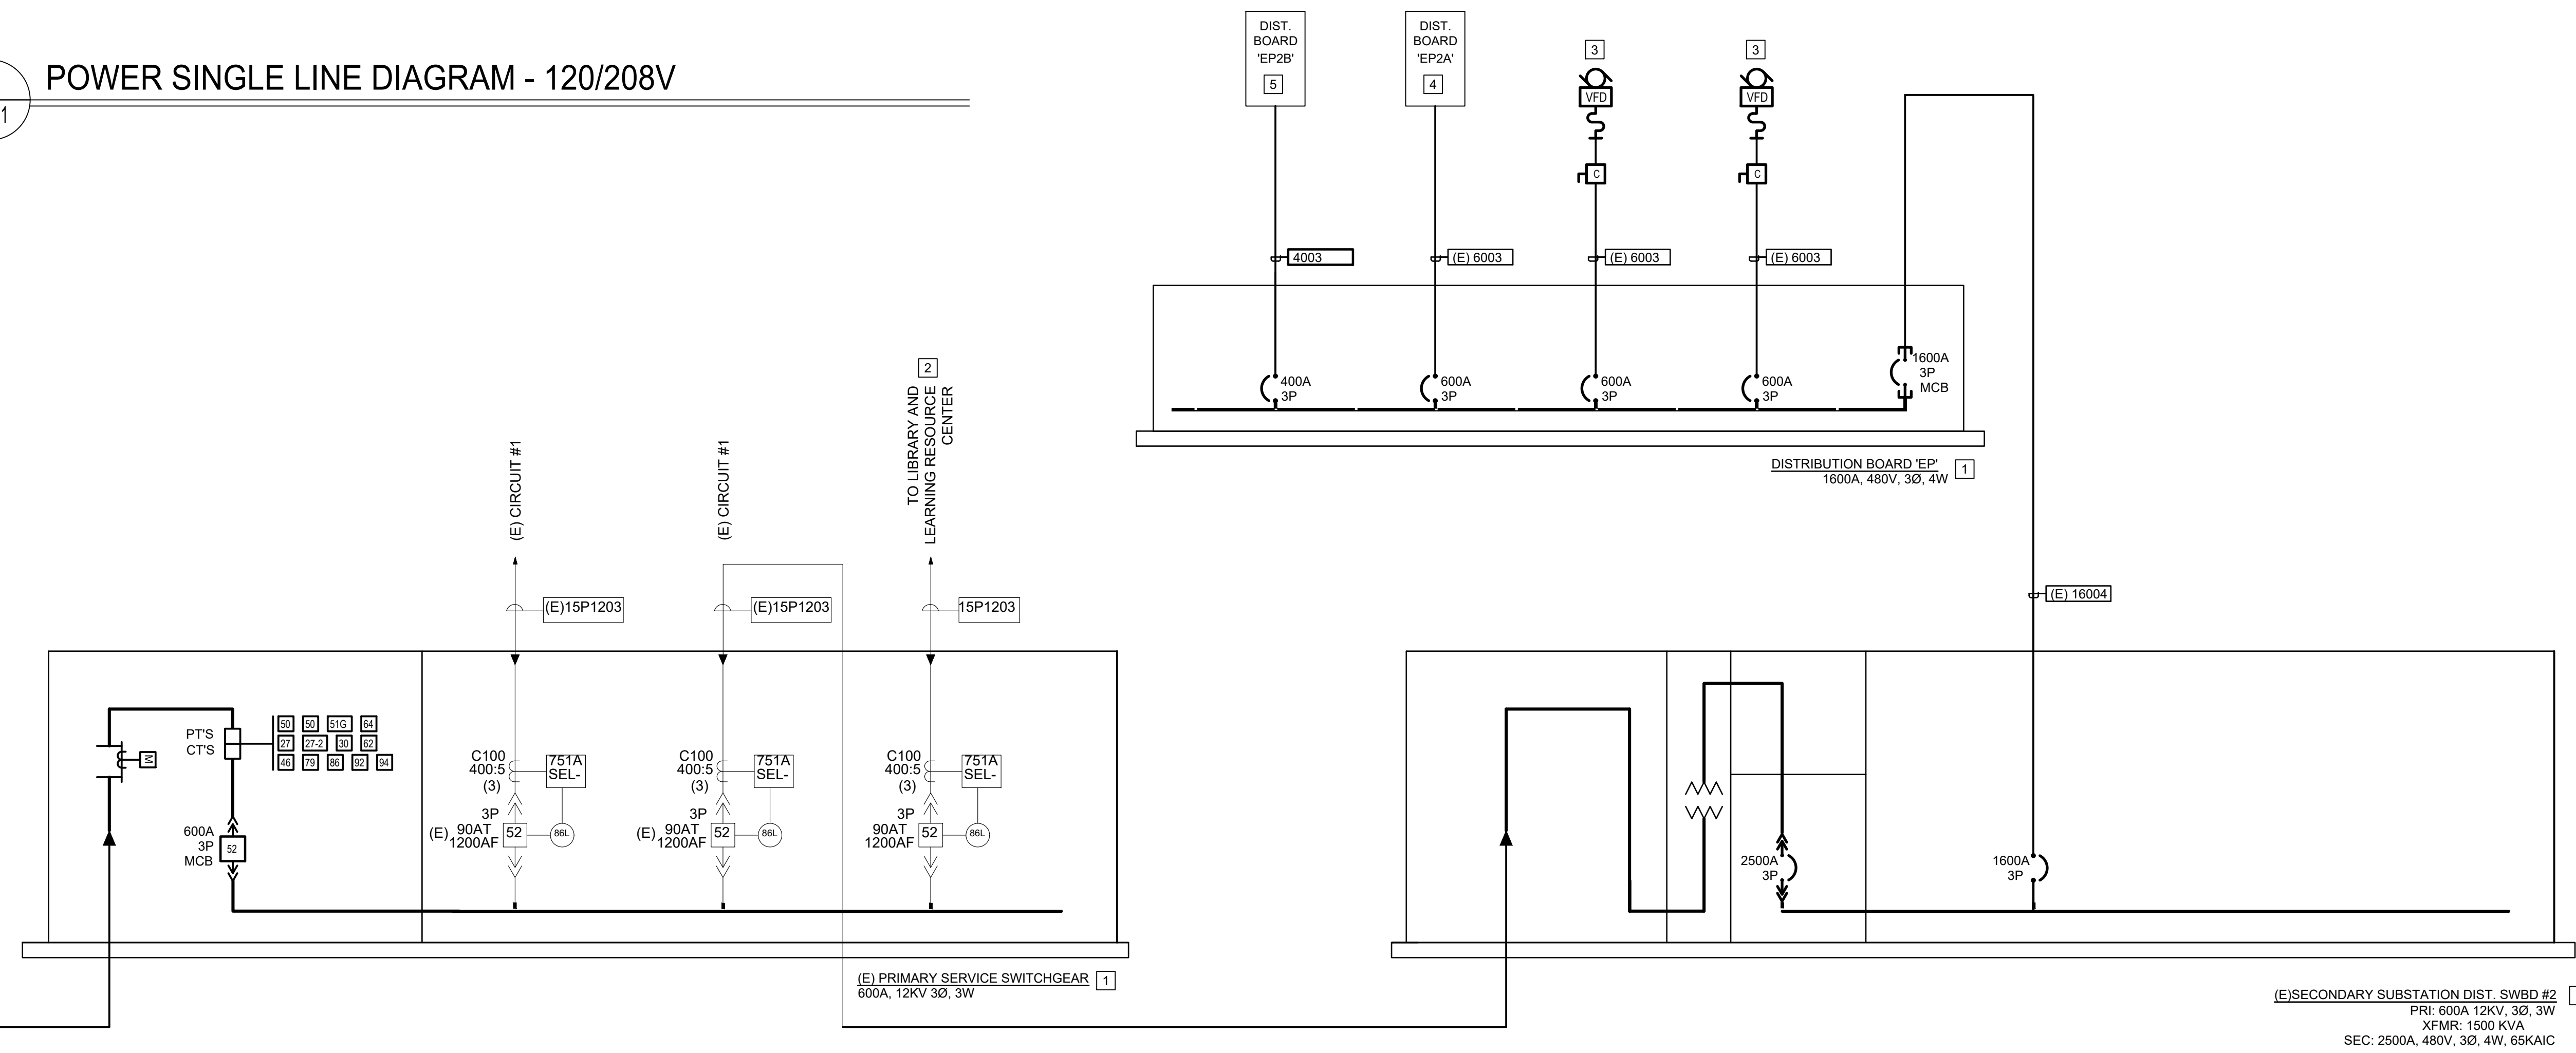 1
POWER SINGLE LINE DIAGRAM - 120/208V
DIST.
BOARD
'EP2B'
5
DIST.
BOARD
'EP2A'
4
3
VFD
C
3
VFD
C
4003
(E) 6003
(E) 6003
(E) 6003
400A
3P
600A
3P
600A
3P
600A
3P
1600A
3P
MCB
DISTRIBUTION BOARD 'EP'
1
1600A, 480V, 3Ø, 4W
(E) CIRCUIT #1
(E) CIRCUIT #1
2
TO LIBRARY AND
LEARNING RESOURCE
CENTER
(E)15P1203
(E)15P1203
15P1203
(E) 16004
M
PT'S
CT'S
50 50 51G 64
27 27-2 30 62
46 79 86 92 94
600A
3P
MCB
52
C100
400:5
(3)
751A
SEL-
3P
(E) 90AT
1200AF
52
86L
C100
400:5
(3)
751A
SEL-
3P
(E) 90AT
1200AF
52
86L
C100
400:5
(3)
751A
SEL-
3P
90AT
1200AF
52
86L
(E) PRIMARY SERVICE SWITCHGEAR
1
600A, 12KV 3Ø, 3W
2500A
3P
1600A
3P
(E)SECONDARY SUBSTATION DIST. SWBD #2
PRI: 600A 12KV, 3Ø, 3W
XFMR: 1500 KVA
SEC: 2500A, 480V, 3Ø, 4W, 65KAIC